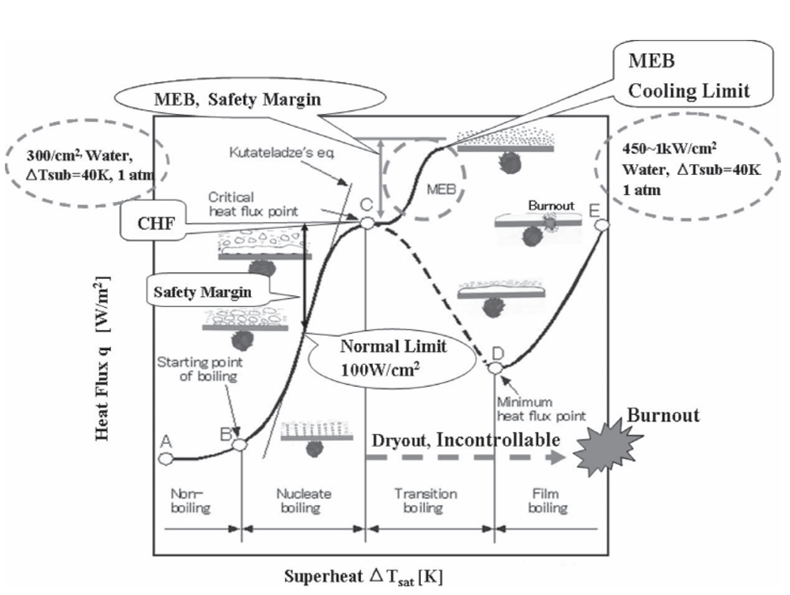 MEB
Cooling Limit
MEB, Safety Margin
300/cm², Water,
△Tsub=40K, 1 atm
450~1kW/cm²
Water, △Tsub=40K
1 atm
Kutateladze's eq.
MEB
Critical
heat flux point
C
CHF
Burnout
E
Safety Margin
Normal Limit
100W/cm²
Starting point
of boiling
D
Minimum
heat flux point
A
B
Dryout, Incontrollable
Burnout
Non-
boiling
Nucleate
boiling
Transition
boiling
Film
boiling
Heat Flux q [W/m²]
Superheat △Tsat [K]